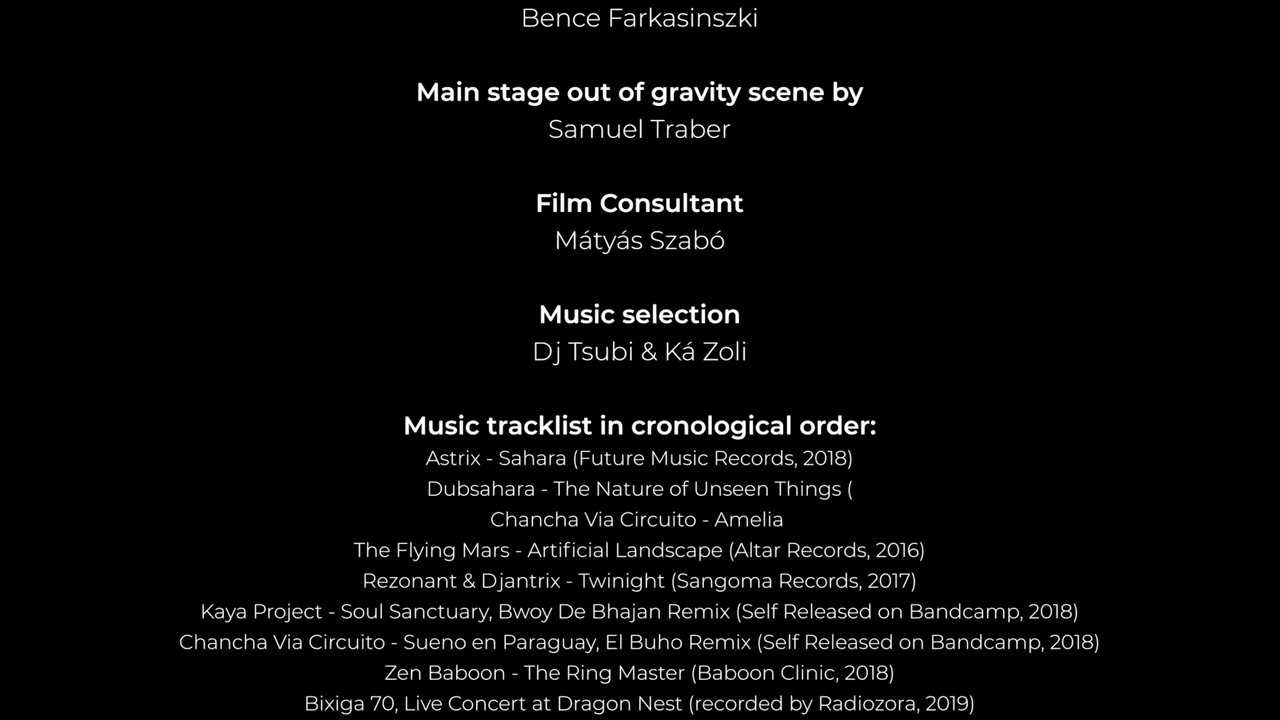 Bence Farkasinszki
Main stage out of gravity scene by
Samuel Traber
Film Consultant
Mátyás Szabó
Music selection
Dj Tsubi & Ká Zoli
Music tracklist in cronological order:
Astrix - Sahara (Future Music Records, 2018)
Dubsahara - The Nature of Unseen Things (
Chancha Via Circuito - Amelia
The Flying Mars - Artificial Landscape (Altar Records, 2016)
Rezonant & Djantrix - Twinight (Sangoma Records, 2017)
Kaya Project - Soul Sanctuary, Bwoy De Bhajan Remix (Self Released on Bandcamp, 2018)
Chancha Via Circuito - Sueno en Paraguay, El Buho Remix (Self Released on Bandcamp, 2018)
Zen Baboon - The Ring Master (Baboon Clinic, 2018)
Bixiga 70, Live Concert at Dragon Nest (recorded by Radiozora, 2019)